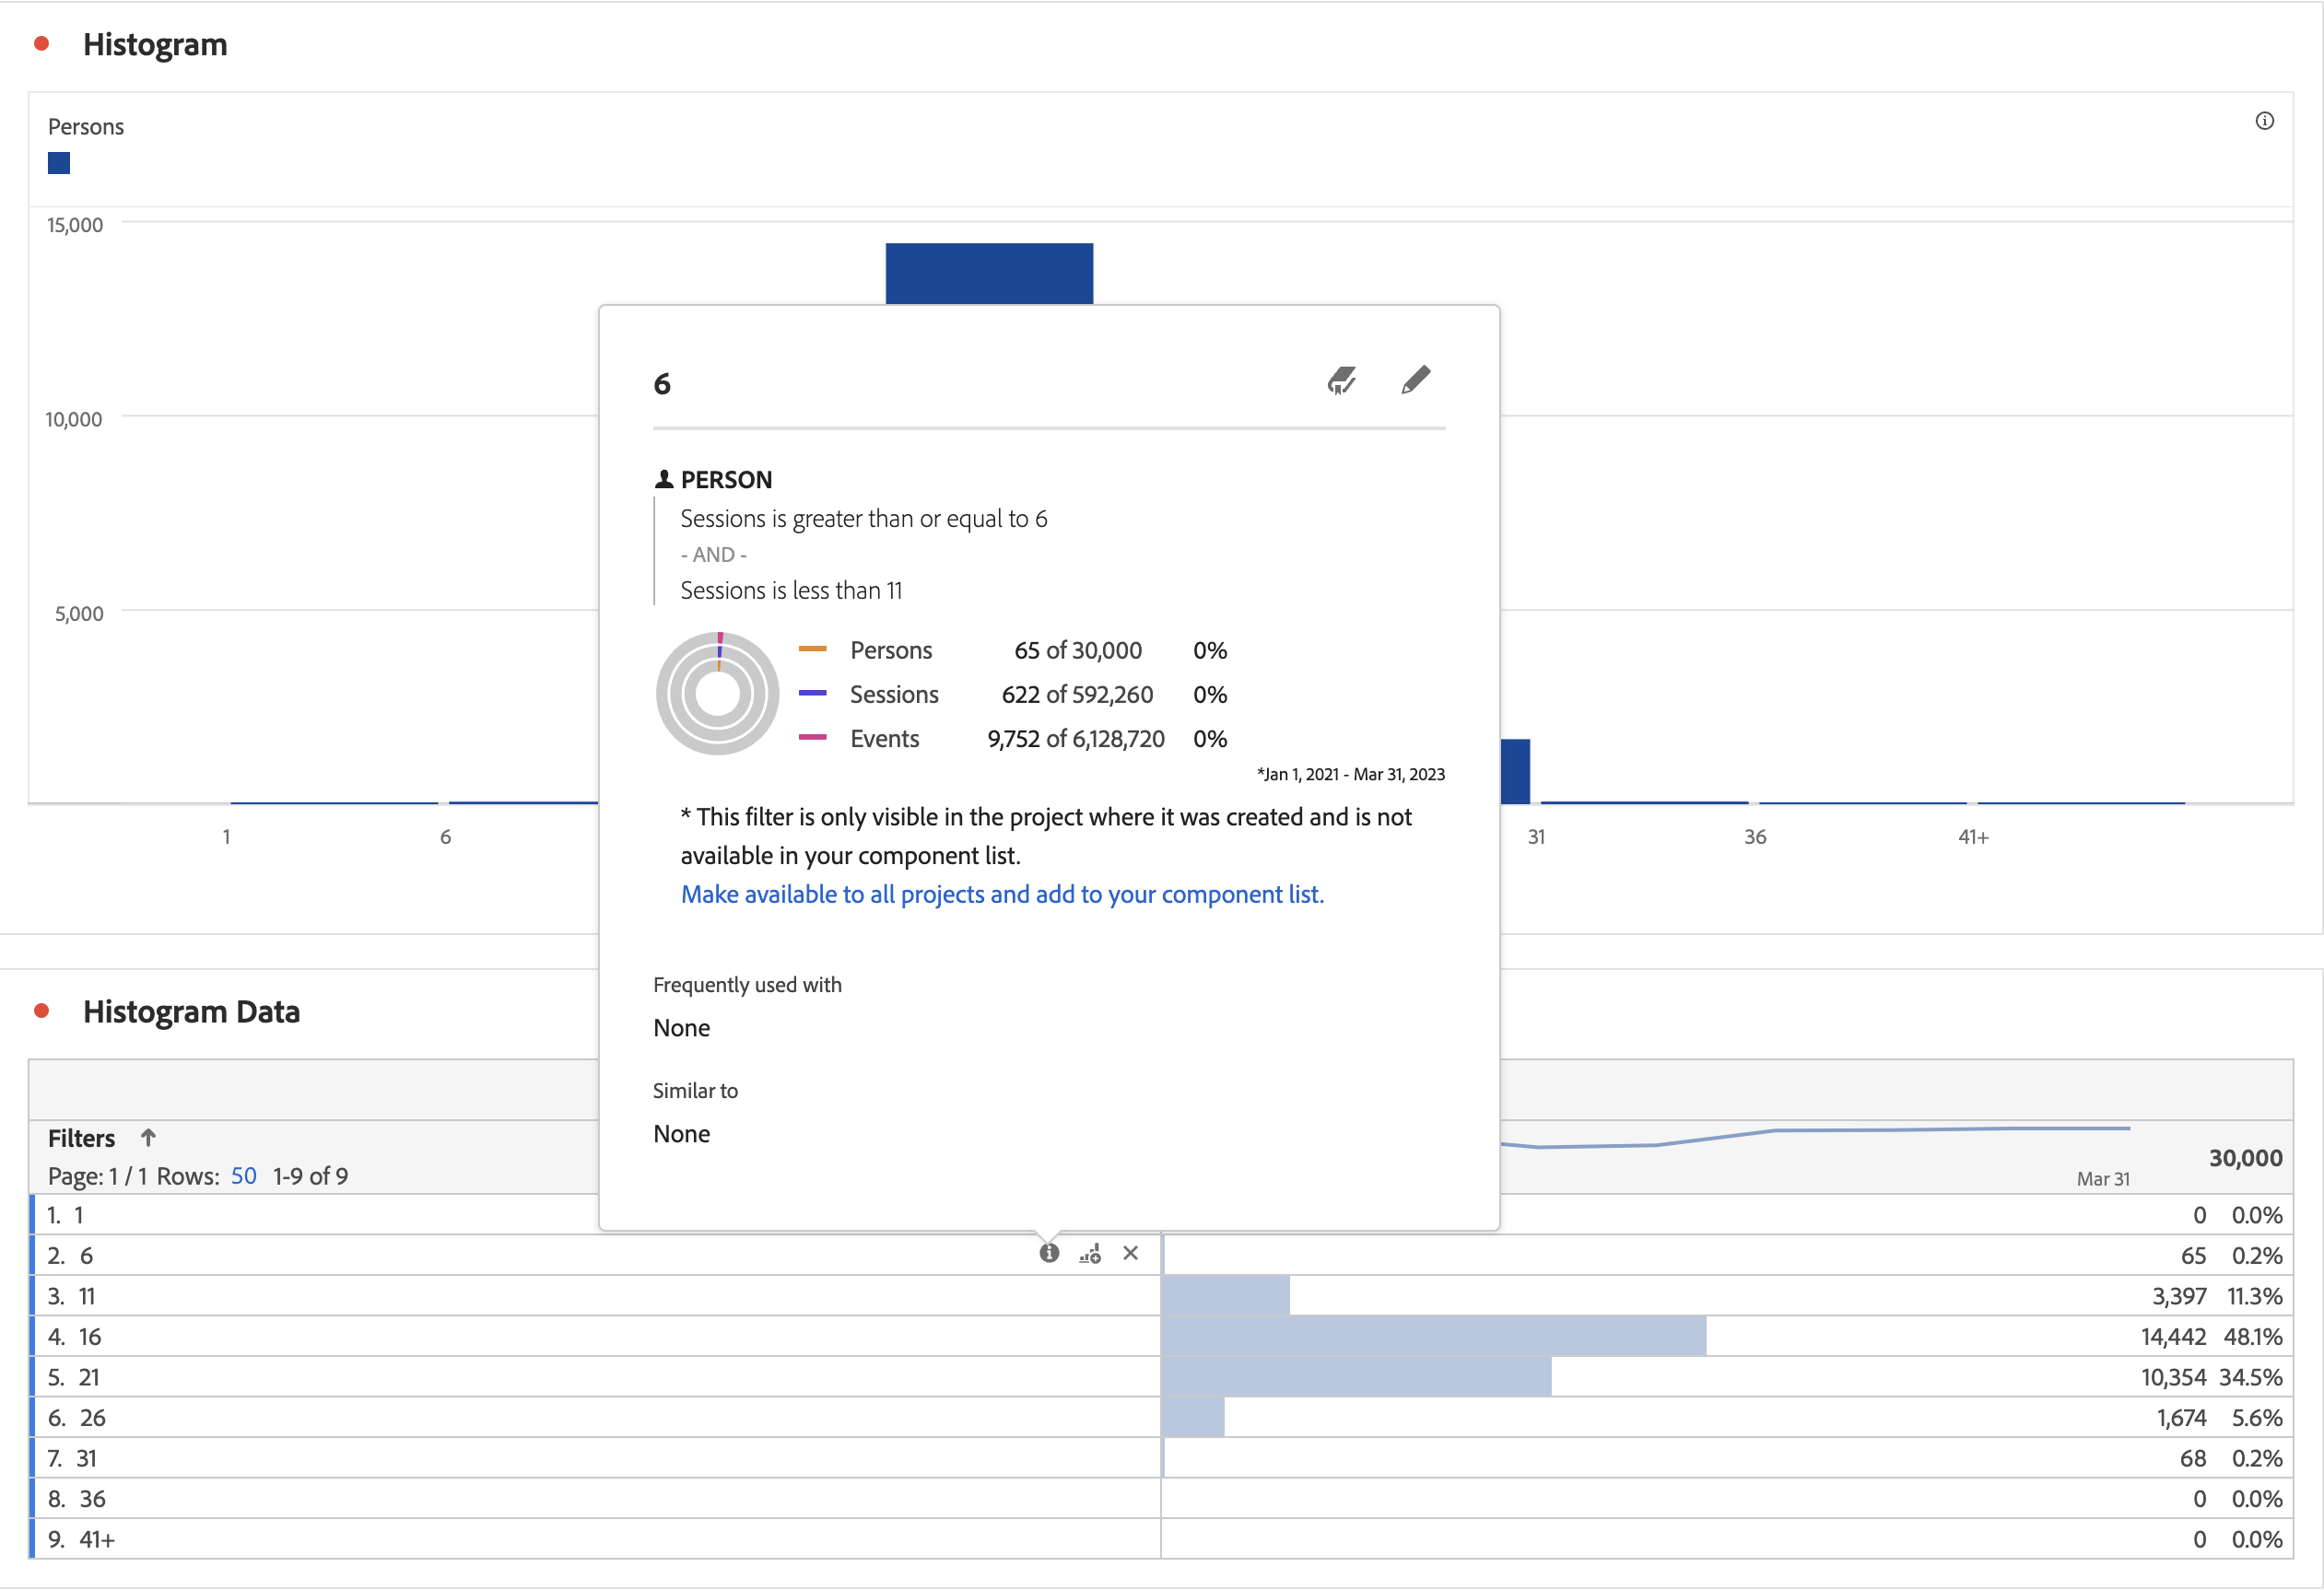 Histogram
Persons
15,000
10,000
5,000
1 6 31 36 41+
6
PERSON
Sessions is greater than or equal to 6
- AND -
Sessions is less than 11
Persons 65 of 30,000 0%
Sessions 622 of 592,260 0%
Events 9,752 of 6,128,720 0%
*Jan 1, 2021 - Mar 31, 2023
* This filter is only visible in the project where it was created and is not
available in your component list.
Make available to all projects and add to your component list.
Frequently used with
None
Similar to
None
Histogram Data
Filters ↑
Page: 1 / 1 Rows: 50 1-9 of 9
Mar 31
30,000
1. 1 0 0.0%
2. 6 65 0.2%
3. 11 3,397 11.3%
4. 16 14,442 48.1%
5. 21 10,354 34.5%
6. 26 1,674 5.6%
7. 31 68 0.2%
8. 36 0 0.0%
9. 41+ 0 0.0%